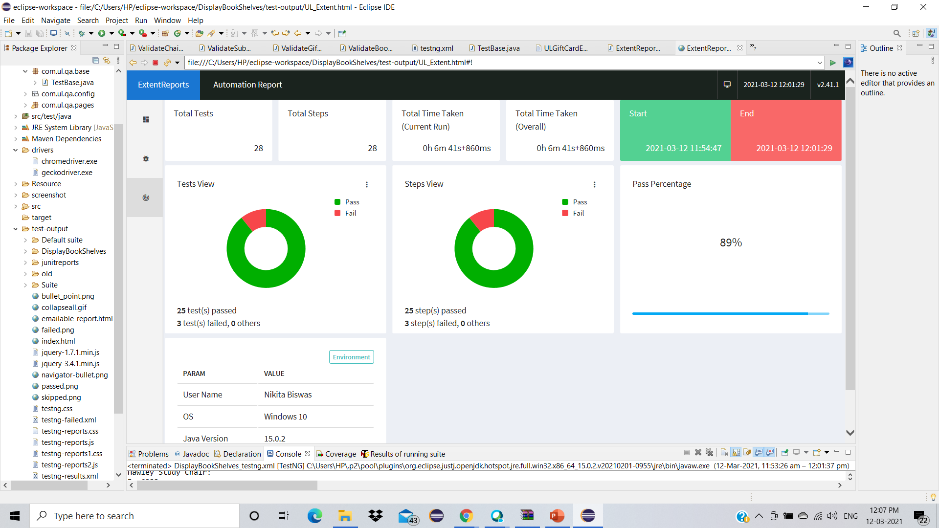 eclipse-workspace - file:/C:/Users/HP/eclipse-workspace/DisplayBookShelves/test-output/UL_Extent.html - Eclipse IDE
File Edit Navigate Search Project Run Window Help
Package Explorer
com.ul.qa.base
TestBase.java
com.ul.qa.config
com.ul.qa.pages
src/test/java
JRE System Library [JavaS
Maven Dependencies
drivers
chromedriver.exe
geckodriver.exe
Resource
screenshot
src
target
test-output
Default suite
DisplayBookShelves
junitreports
old
Suite
bullet_point.png
collapseall.gif
emailable-report.html
failed.png
index.html
jquery-1.7.1.min.js
jquery-3.4.1.min.js
navigator-bullet.png
passed.png
skipped.png
testng.css
testng-failed.xml
testng-reports.css
testng-reports.js
testng-reports1.css
testng-reports2.js
testng-results.xml
ValidateChai... ValidateSub... ValidateGif... ValidateBoo... testng.xml TestBase.java ULGiftCardE... ExtentRepor... ExtentRepor...
file:///C:/Users/HP/eclipse-workspace/DisplayBookShelves/test-output/UL_Extent.html#!
ExtentReports Automation Report 2021-03-12 12:01:29 v2.41.1
Total Tests
28
Total Steps
28
Total Time Taken
(Current Run)
0h 6m 41s+860ms
Total Time Taken
(Overall)
0h 6m 41s+860ms
Start
2021-03-12 11:54:47
End
2021-03-12 12:01:29
Tests View
Pass
Fail
25 test(s) passed
3 test(s) failed, 0 others
Steps View
Pass
Fail
25 step(s) passed
3 step(s) failed, 0 others
Pass Percentage
89%
Environment
PARAM VALUE
User Name Nikita Biswas
OS Windows 10
Java Version 15.0.2
Outline
There is no active
editor that provides an
outline.
Problems Javadoc Declaration Console Coverage Results of running suite
<terminated> DisplayBookShelves_testng.xml [TestNG] C:\Users\HP\.p2\pool\plugins\org.eclipse.justj.openjdk.hotspot.jre.full.win32.x86_64_15.0.2.v20210201-0955\jre\bin\javaw.exe (12-Mar-2021, 11:53:26 am – 12:01:37 pm)
Hawley Study Chair:
Type here to search
43
ENG
12:07 PM
12-03-2021
22